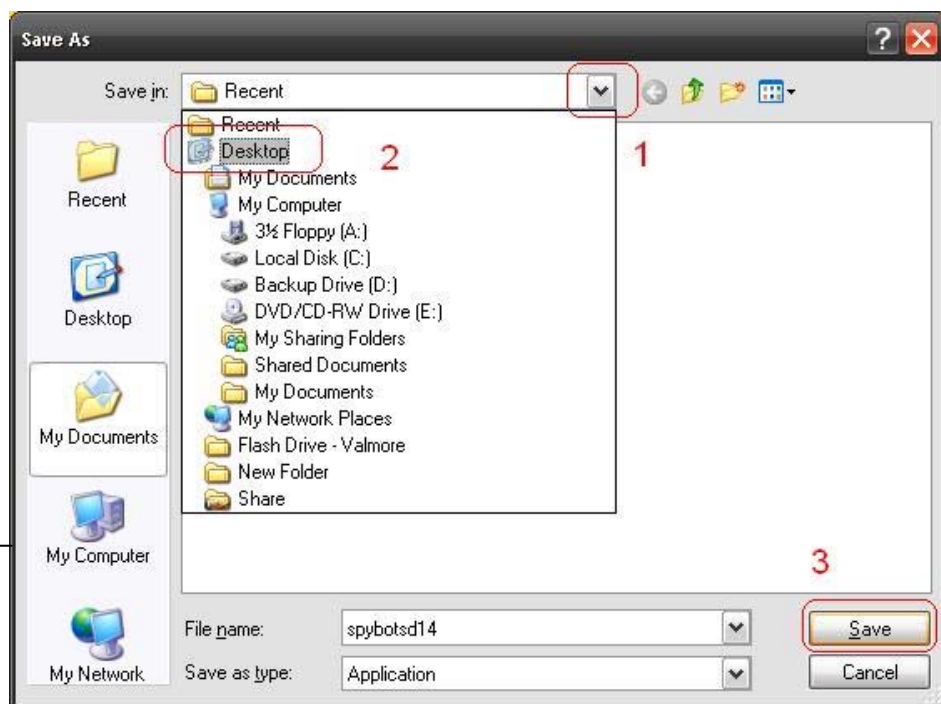 Save As
Save in: Recent
1
Recent
Desktop
2
My Documents
My Computer
3½ Floppy (A:)
Local Disk (C:)
Backup Drive (D:)
DVD/CD-RW Drive (E:)
My Sharing Folders
Shared Documents
My Documents
My Network Places
Flash Drive - Valmore
New Folder
Share
Recent
Desktop
My Documents
My Computer
My Network
3
File name: spybotsd14 Save
Save as type: Application Cancel